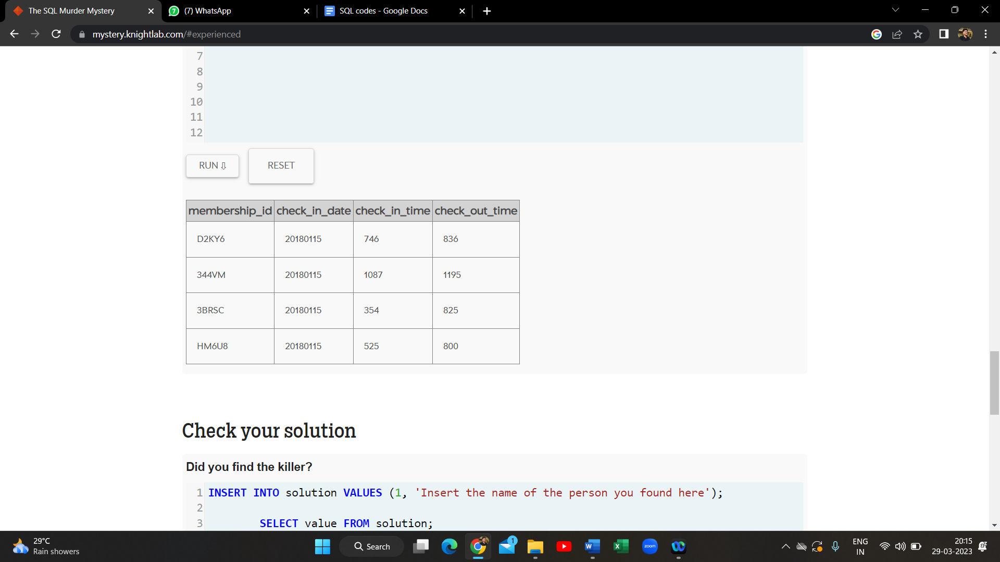 The SQL Murder Mystery
(7) WhatsApp
SQL codes - Google Docs
mystery.knightlab.com/#experienced
7
8
9
10
11
12
RUN ⇩
RESET
membership_id check_in_date check_in_time check_out_time
D2KY6 20180115 746 836
344VM 20180115 1087 1195
3BRSC 20180115 354 825
HM6U8 20180115 525 800
Check your solution
Did you find the killer?
1 INSERT INTO solution VALUES (1, 'Insert the name of the person you found here');
2
3 SELECT value FROM solution;
29°C
Rain showers
Search
1
zoom
ENG
IN
20:15
29-03-2023